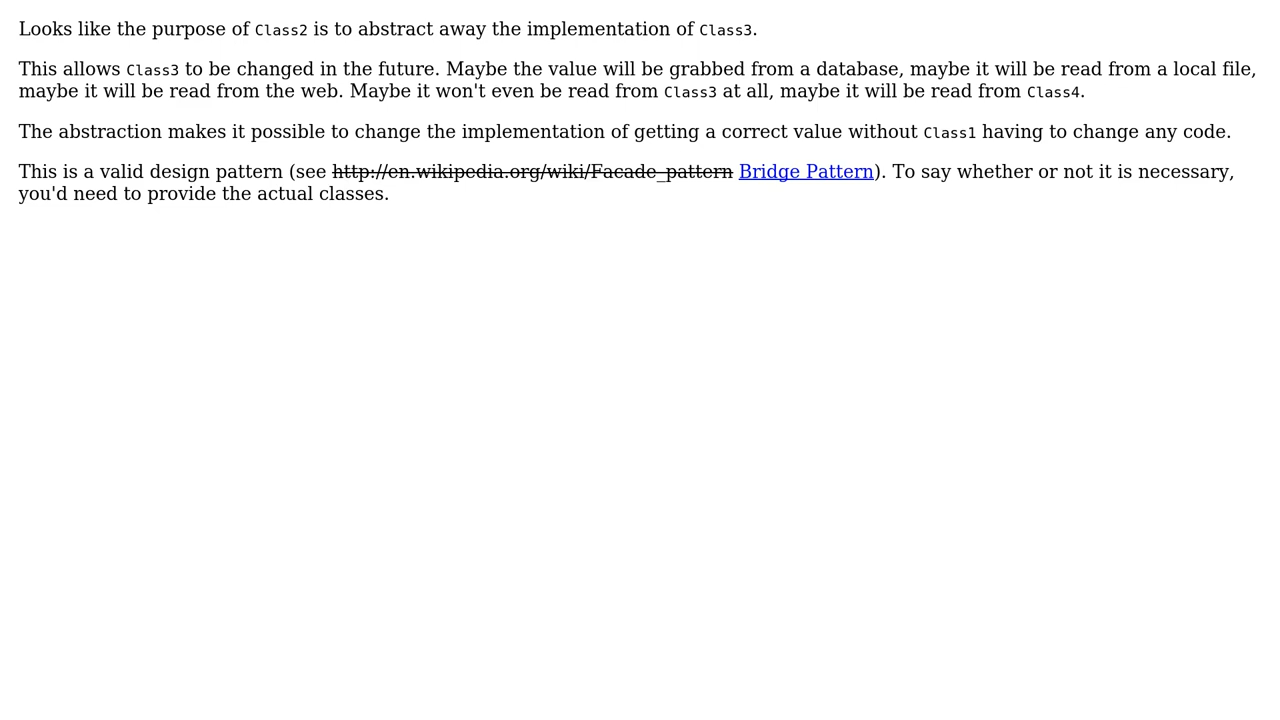 Looks like the purpose of Class2 is to abstract away the implementation of Class3.
This allows Class3 to be changed in the future. Maybe the value will be grabbed from a database, maybe it will be read from a local file,
maybe it will be read from the web. Maybe it won't even be read from Class3 at all, maybe it will be read from Class4.
The abstraction makes it possible to change the implementation of getting a correct value without Class1 having to change any code.
This is a valid design pattern (see http://en.wikipedia.org/wiki/Facade_pattern Bridge Pattern). To say whether or not it is necessary,
you'd need to provide the actual classes.